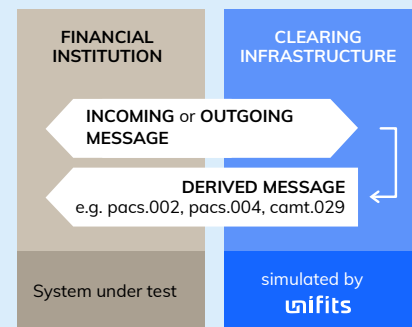 FINANCIAL
INSTITUTION
CLEARING
INFRASTRUCTURE
INCOMING or OUTGOING
MESSAGE
DERIVED MESSAGE
e.g. pacs.002, pacs.004, camt.029
System under test
simulated by
unifits